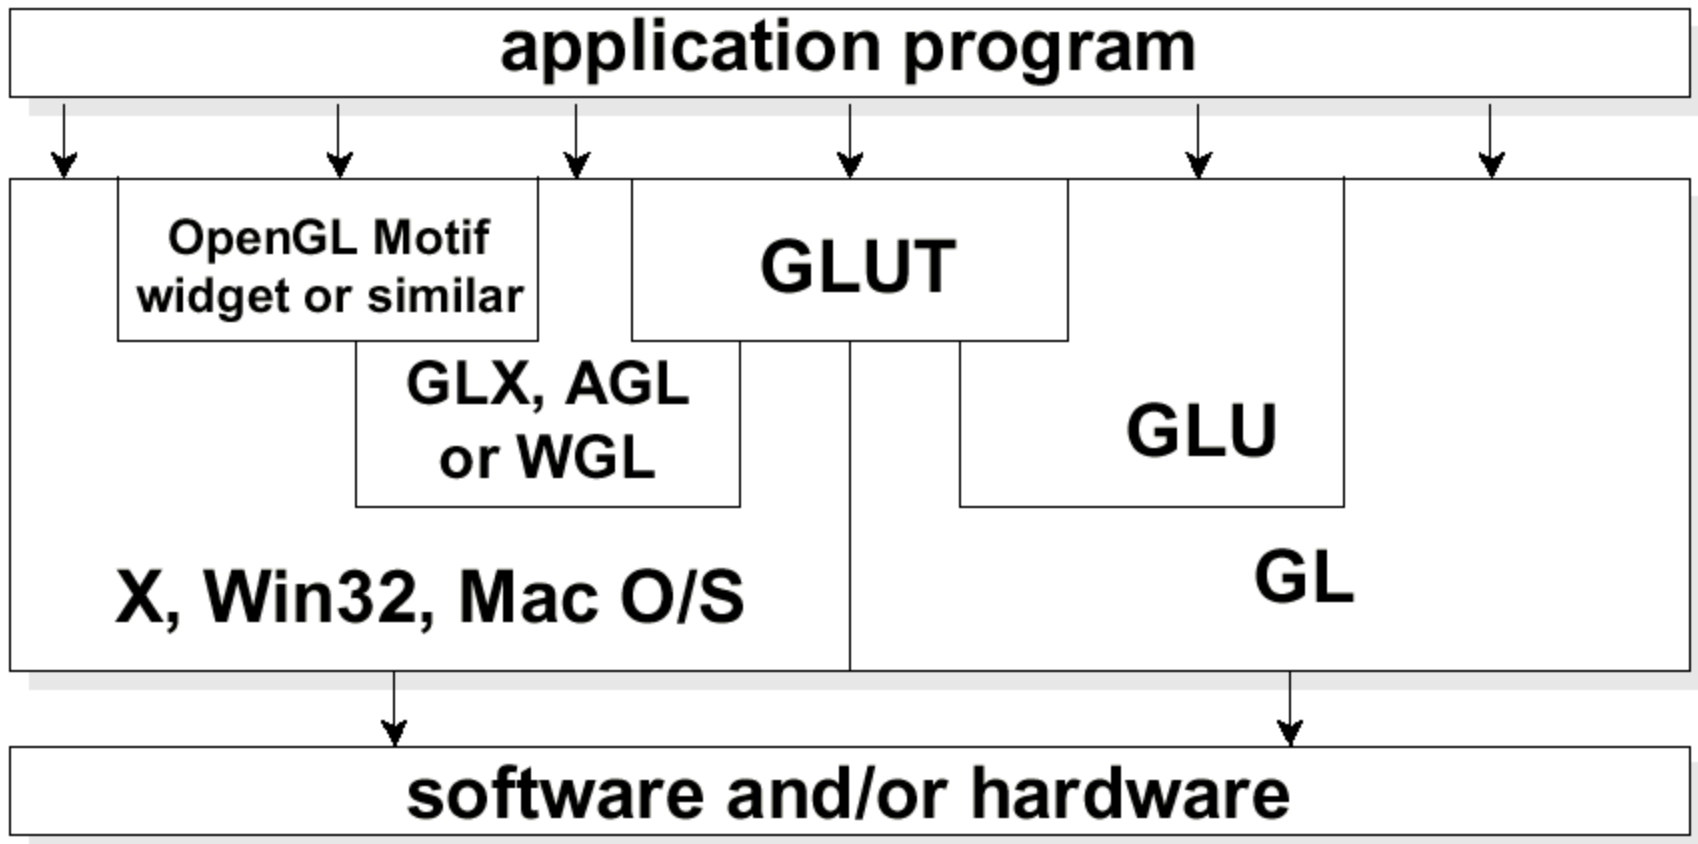 application program
OpenGL Motif
widget or similar
GLUT
GLX, AGL
or WGL
GLU
X, Win32, Mac O/S
GL
software and/or hardware